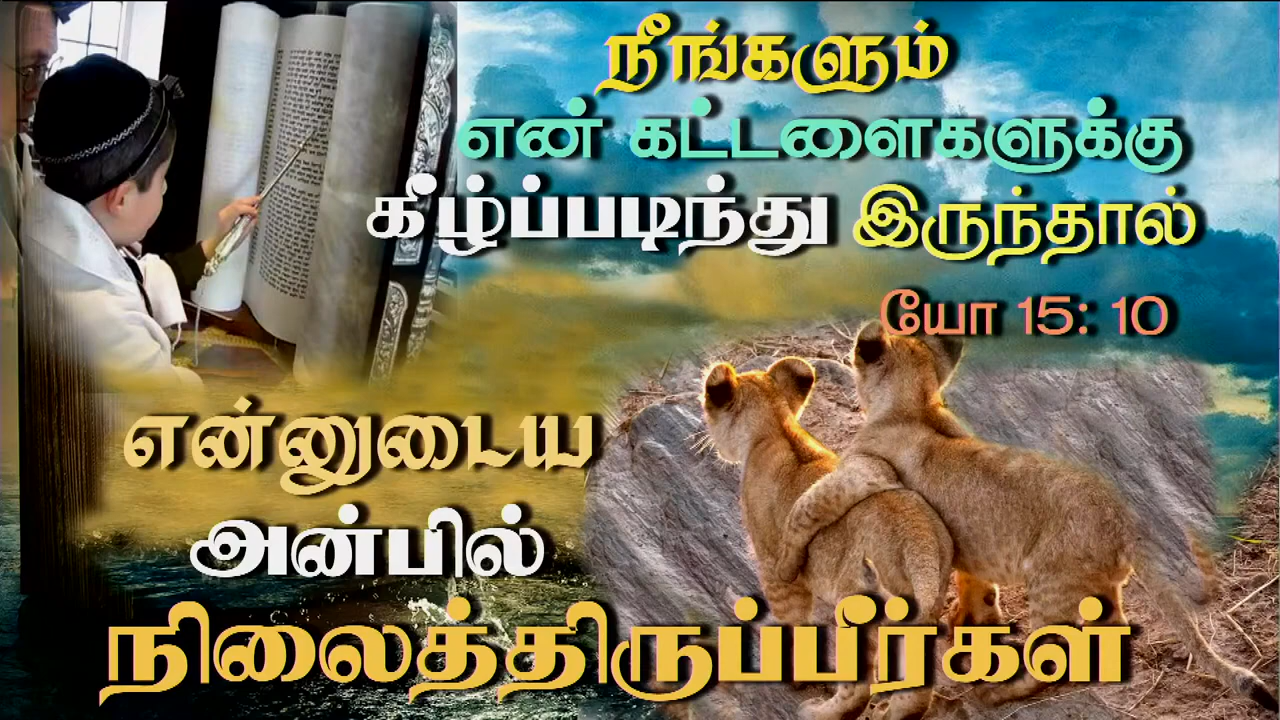 நீங்களும்
என் கட்டளைகளுக்கு
கீழ்ப்படிந்து இருந்தால்
யோ 15: 10
என்னுடைய
அன்பில்
நிலைத்திருப்பீர்கள்